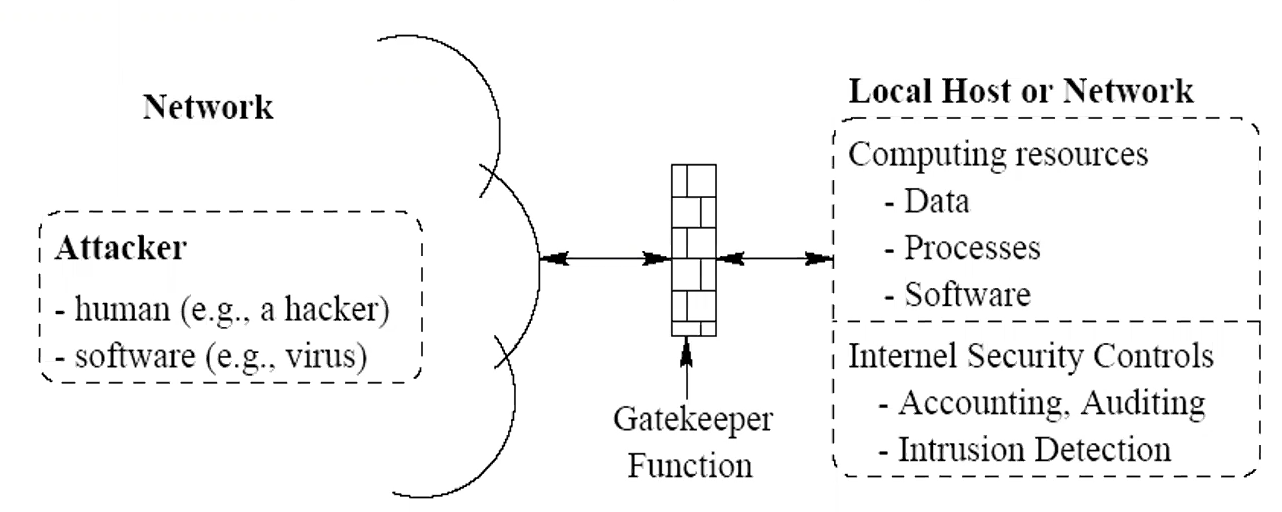 Network
Attacker
- human (e.g., a hacker)
- software (e.g., virus)
Gatekeeper
Function
Local Host or Network
Computing resources
- Data
- Processes
- Software
Internel Security Controls
- Accounting, Auditing
- Intrusion Detection